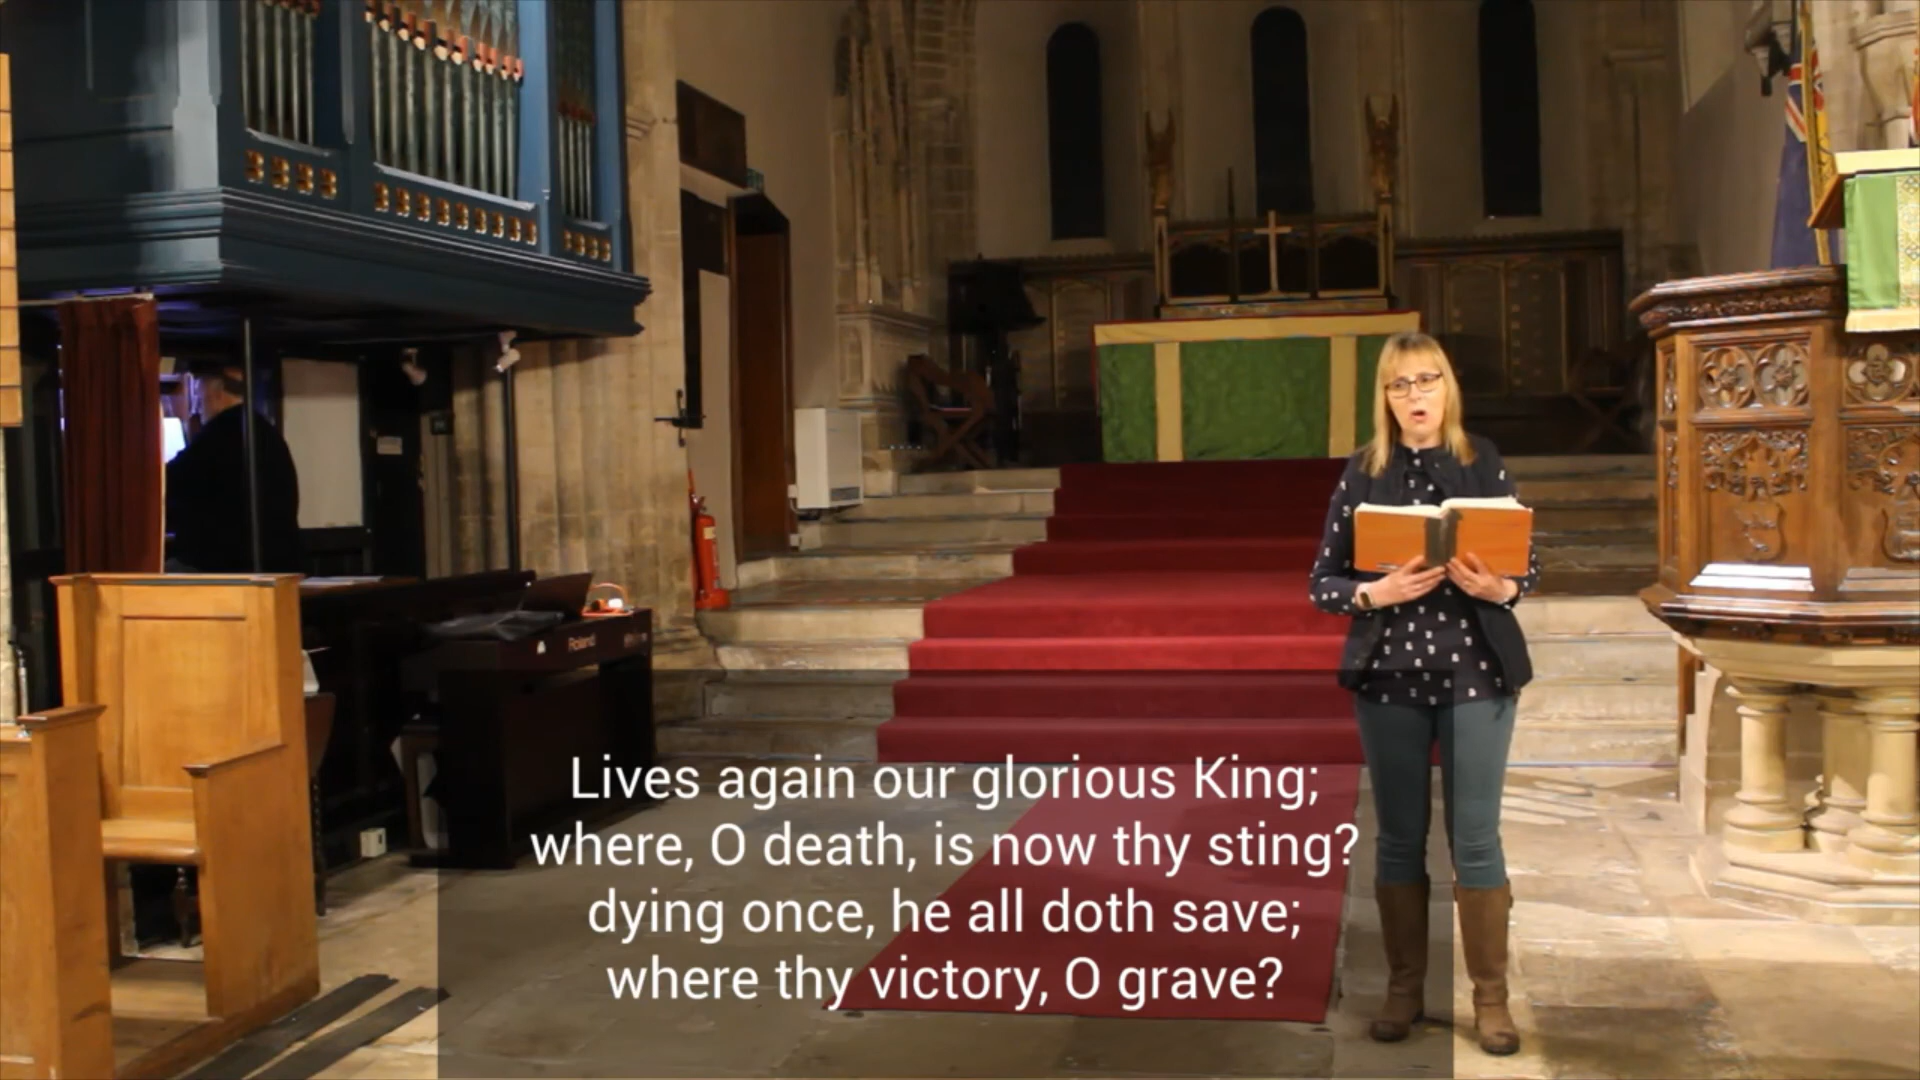 Roland
Lives again our glorious King;
where, O death, is now thy sting?
dying once, he all doth save;
where thy victory, O grave?